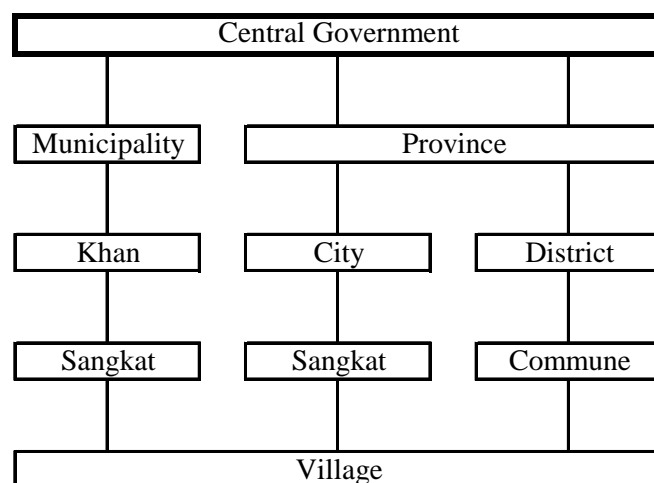 Central Government
Municipality Province
Khan City District
Sangkat Sangkat Commune
Village